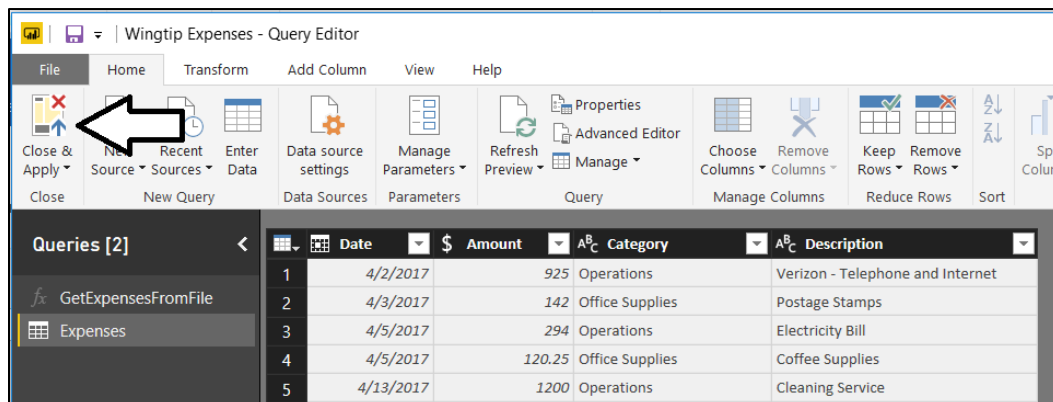 Wingtip Expenses - Query Editor
File Home Transform Add Column View Help
Close & Apply
New Source
Recent Sources
Enter Data
Data source settings
Manage Parameters
Refresh Preview
Properties
Advanced Editor
Manage
Choose Columns
Remove Columns
Keep Rows
Remove Rows
A Z
Z A
Close New Query Data Sources Parameters Query Manage Columns Reduce Rows Sort
Queries [2]
fx GetExpensesFromFile
Expenses
Date $ Amount ABC Category ABC Description
1 4/2/2017 925 Operations Verizon - Telephone and Internet
2 4/3/2017 142 Office Supplies Postage Stamps
3 4/5/2017 294 Operations Electricity Bill
4 4/5/2017 120.25 Office Supplies Coffee Supplies
5 4/13/2017 1200 Operations Cleaning Service